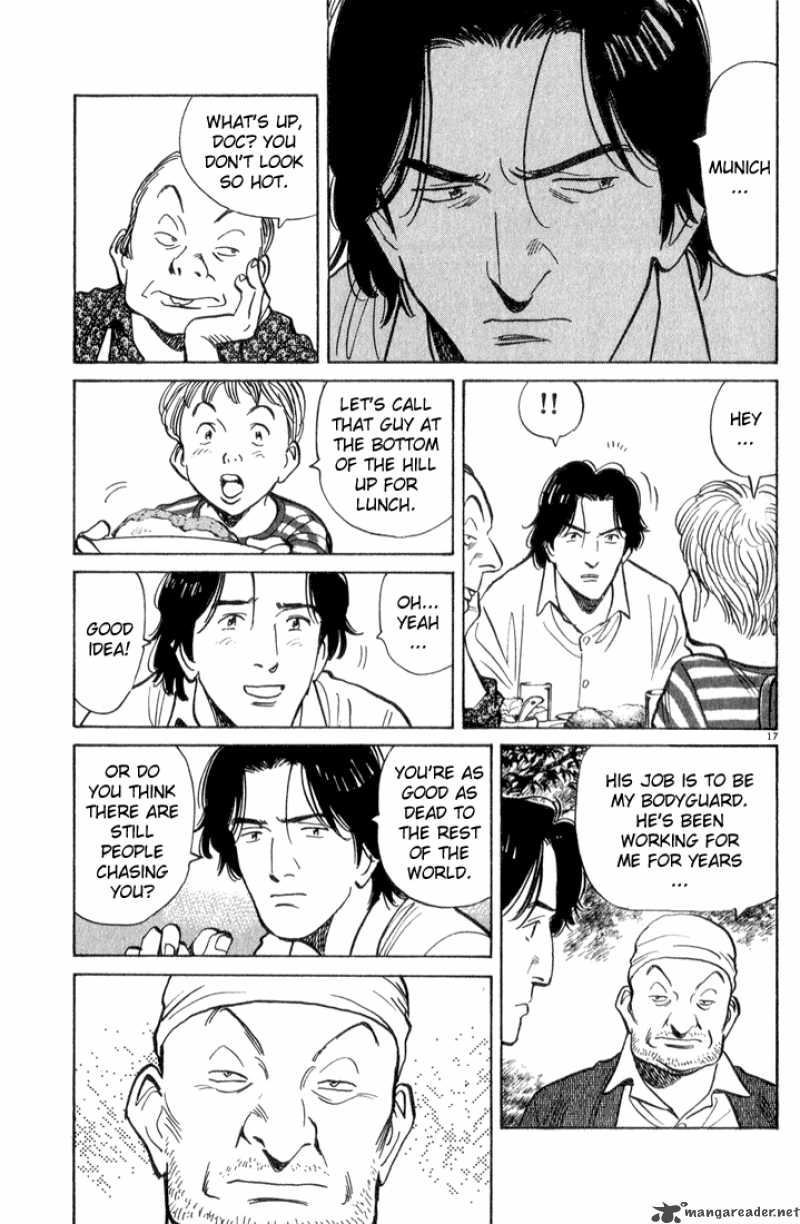 MUNICH
...
WHAT'S UP,
DOC? YOU
DON'T LOOK
SO HOT.
HEY
...
!!
LET'S CALL
THAT GUY AT
THE BOTTOM
OF THE HILL
UP FOR
LUNCH.
OH...
YEAH
...
GOOD
IDEA!
17
HIS JOB IS TO BE
MY BODYGUARD.
HE'S BEEN
WORKING FOR
ME FOR YEARS
...
YOU'RE AS
GOOD AS
DEAD TO
THE REST
OF THE
WORLD.
OR DO
YOU THINK
THERE ARE
STILL
PEOPLE
CHASING
YOU?
mangareader.net